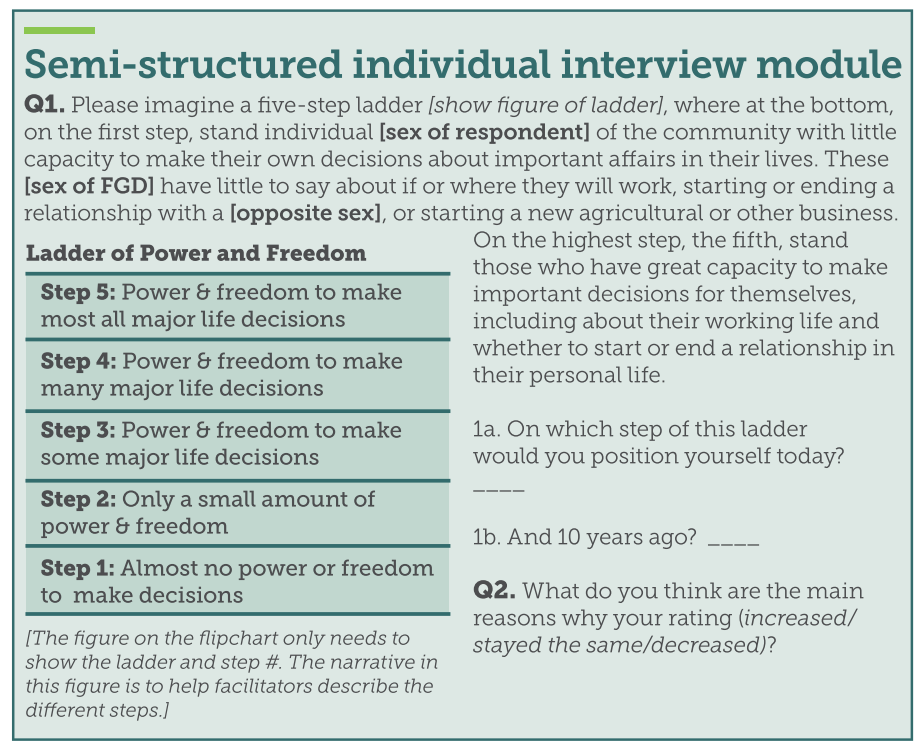 Semi-structured individual interview module
Q1. Please imagine a five-step ladder [show figure of ladder], where at the bottom,
on the first step, stand individual [sex of respondent] of the community with little
capacity to make their own decisions about important affairs in their lives. These
[sex of FGD] have little to say about if or where they will work, starting or ending a
relationship with a [opposite sex], or starting a new agricultural or other business.
Ladder of Power and Freedom
Step 5: Power & freedom to make
most all major life decisions
Step 4: Power & freedom to make
many major life decisions
Step 3: Power & freedom to make
some major life decisions
Step 2: Only a small amount of
power & freedom
Step 1: Almost no power or freedom
to  make decisions
[The figure on the flipchart only needs to
show the ladder and step #. The narrative in
this figure is to help facilitators describe the
different steps.]
On the highest step, the fifth, stand
those who have great capacity to make
important decisions for themselves,
including about their working life and
whether to start or end a relationship in
their personal life.
1a. On which step of this ladder
would you position yourself today?
____
1b. And 10 years ago? ____
Q2. What do you think are the main
reasons why your rating (increased/
stayed the same/decreased)?